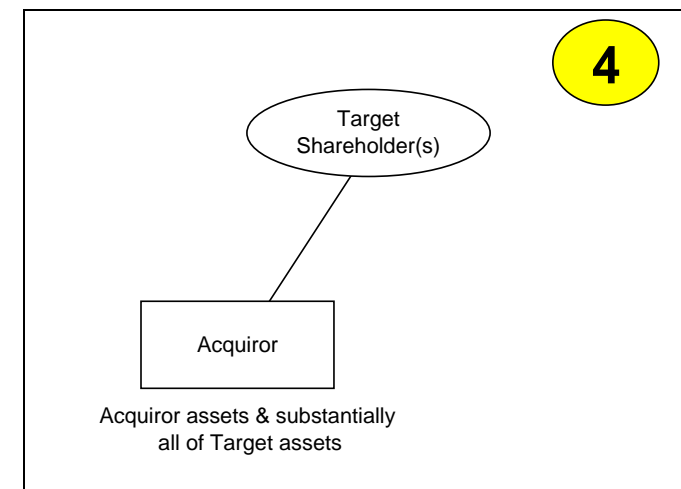 4
Target
Shareholder(s)
Acquiror
Acquiror assets & substantially
all of Target assets